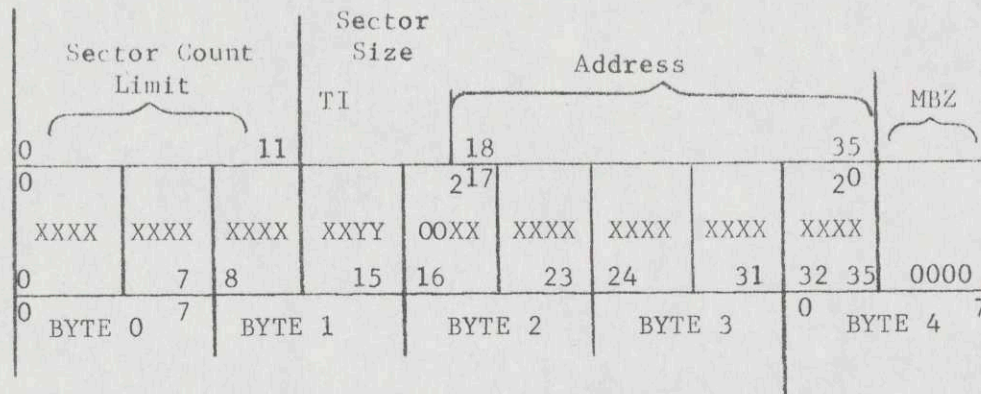 Sector
Sector Count Size
Limit Address
TI MBZ
0 11 18 35
0 2^17 2^0
XXXX XXXX XXXX XXYY OOXX XXXX XXXX XXXX XXXX
0 7 8 15 16 23 24 31 32 35 0000
0 7 0 7
BYTE 0 BYTE 1 BYTE 2 BYTE 3 BYTE 4